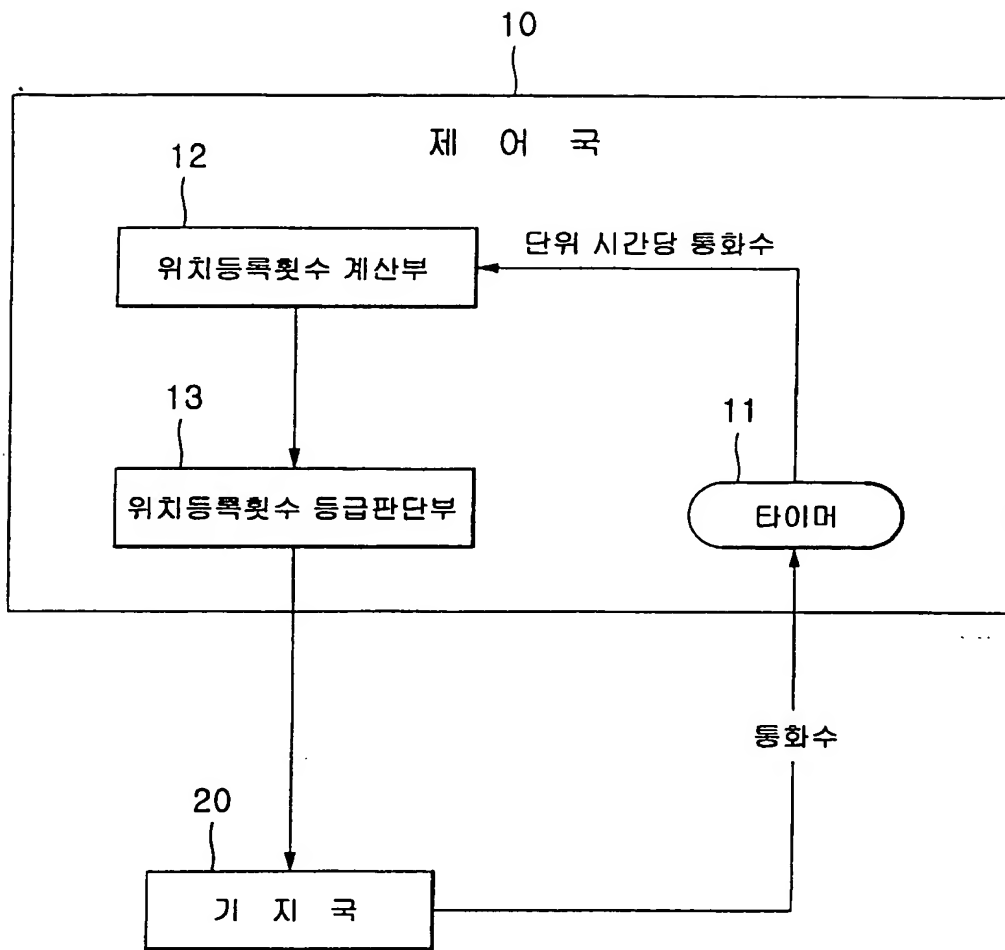 10
제 어 국
12
단위 시간당 통화수
위치등록횟수 계산부
13
11
위치등록횟수 등급판단부
타이머
통화수
20
기 지 국